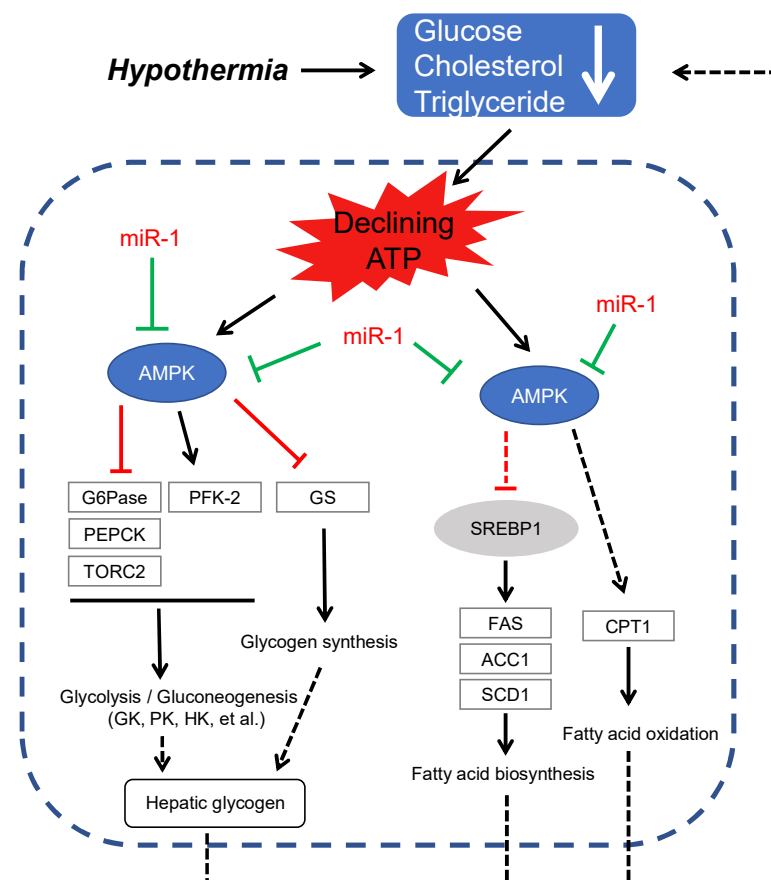 Hypothermia
Glucose
Cholesterol
Triglyceride
Declining
ATP
miR-1
miR-1
miR-1
AMPK
AMPK
G6Pase
PFK-2
GS
PEPCK
TORC2
SREBP1
Glycogen synthesis
FAS
CPT1
ACC1
SCD1
Glycolysis / Gluconeogenesis
(GK, PK, HK, et al.)
Fatty acid oxidation
Fatty acid biosynthesis
Hepatic glycogen